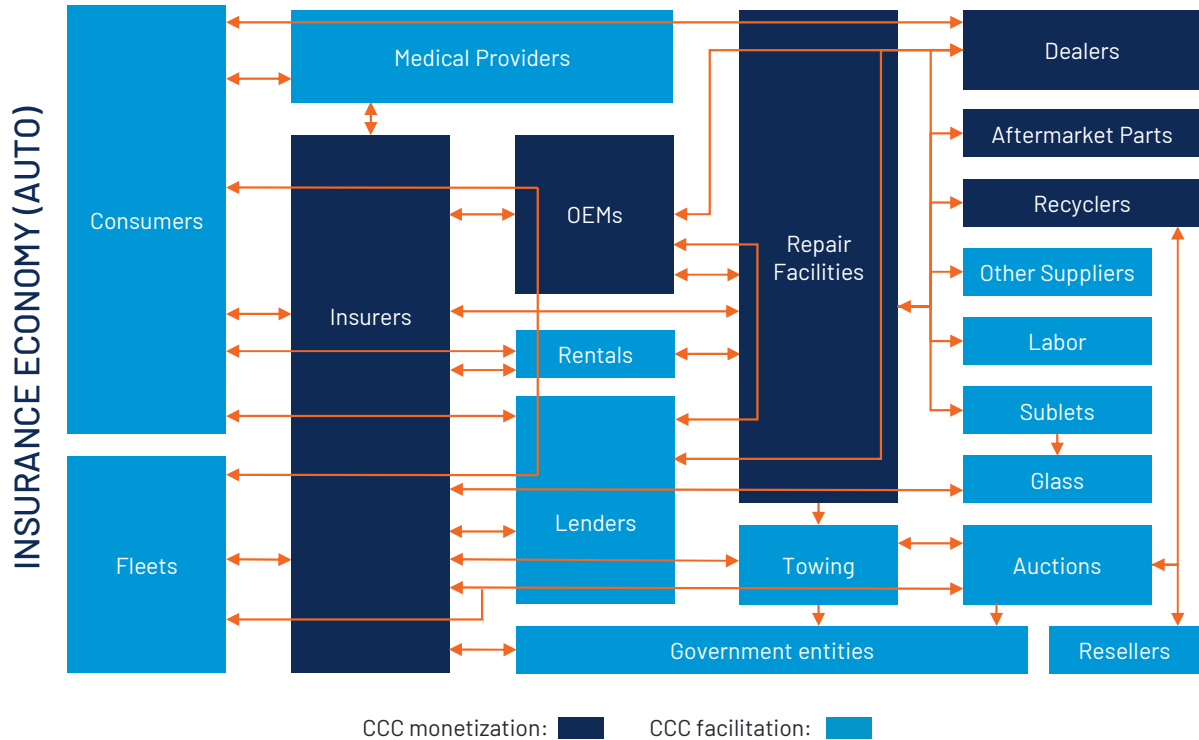 INSURANCE ECONOMY (AUTO)
Medical Providers
Dealers
Aftermarket Parts
Consumers
OEMs
Recyclers
Repair
Facilities
Other Suppliers
Insurers
Rentals
Labor
Sublets
Glass
Lenders
Fleets
Towing
Auctions
Government entities
Resellers
CCC monetization:
CCC facilitation: